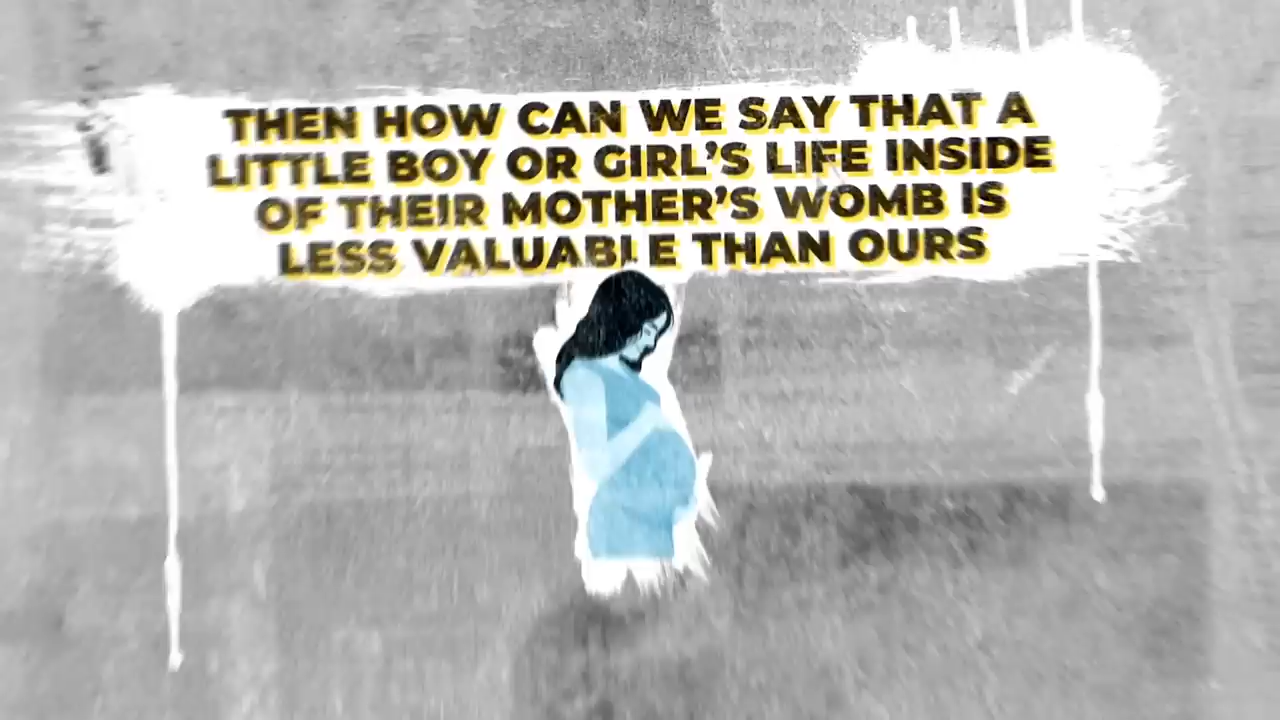 THEN HOW CAN WE SAY THAT A
LITTLE BOY OR GIRL'S LIFE INSIDE
OF THEIR MOTHER'S WOMB IS
LESS VALUABLE THAN OURS